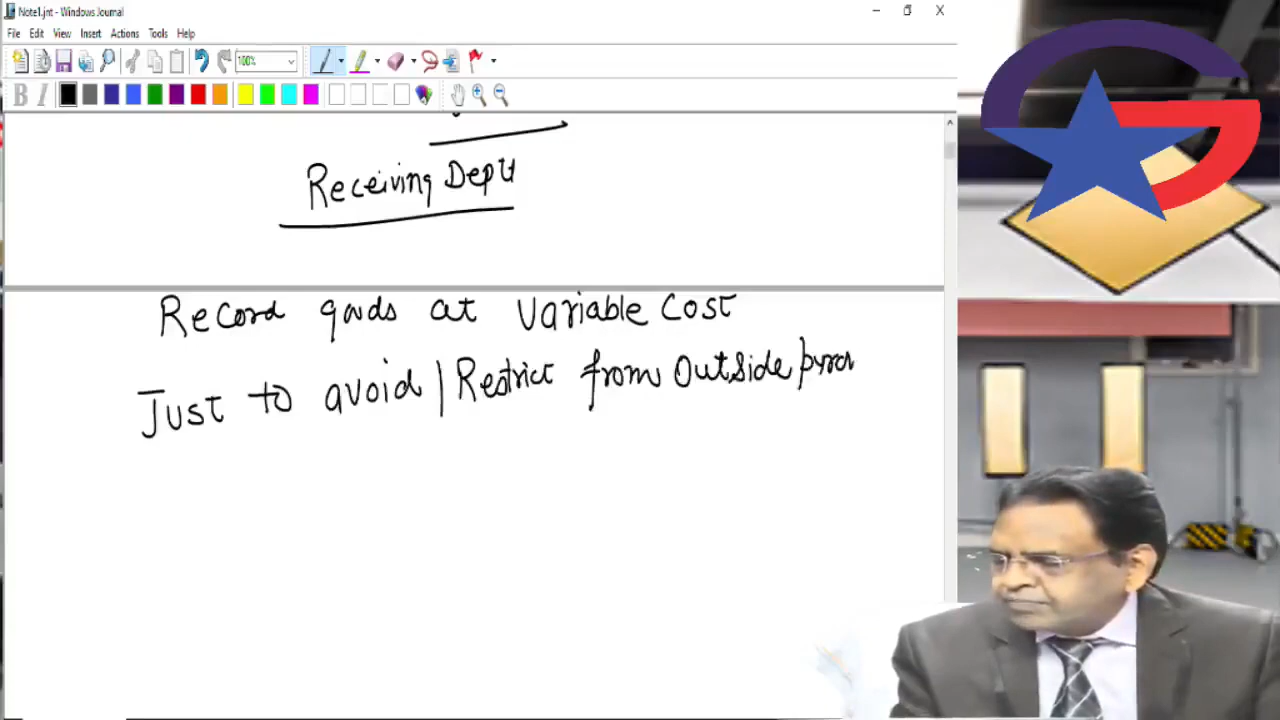 Note1.jnt - Windows Journal
File Edit View Insert Actions Tools Help
100%
B I
Receiving Dept
Record goods at Variable Cost
Just to avoid | Restrict from Outside